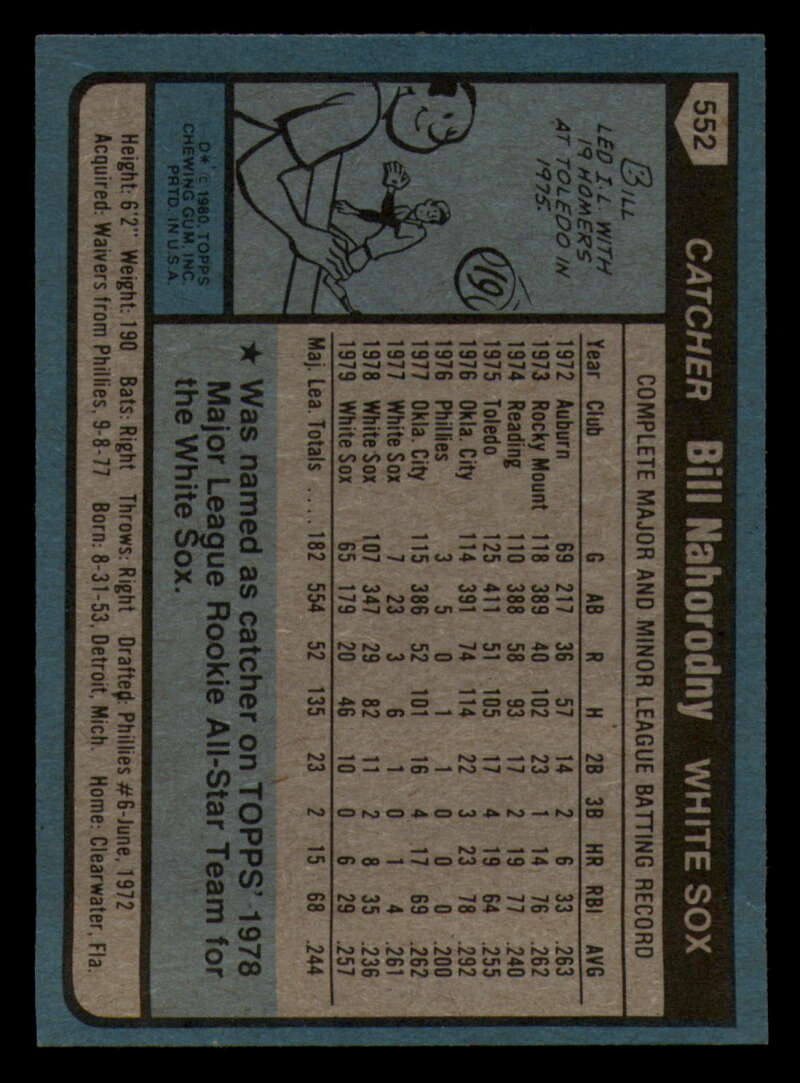 552
CATCHER Bill Nahorodny WHITE SOX
COMPLETE MAJOR AND MINOR LEAGUE BATTING RECORD
Year Club G AB R H 2B 3B HR RBI AVG
1972 Auburn 69 217 36 57 14 2 6 33 .263
1973 Rocky Mount 118 389 40 102 23 1 14 76 .262
1974 Reading 110 388 58 93 17 2 19 77 .240
1975 Toledo 125 411 51 105 17 4 19 64 .255
1976 Okla. City 114 391 74 114 22 3 23 78 .292
1976 Phillies 3 5 0 1 1 0 0 0 .200
1977 Okla. City 115 386 52 101 16 4 17 69 .262
1977 White Sox 7 23 3 6 1 0 1 4 .261
1978 White Sox 107 347 29 82 11 2 8 35 .236
1979 White Sox 65 179 20 46 10 0 6 29 .257
Maj. Lea. Totals ..... 182 554 52 135 23 2 15 68 .244
★ Was named as catcher on TOPPS' 1978
Major League Rookie All-Star Team for
the White Sox.
BILL
LED I.L. WITH
19 HOMERS
AT TOLEDO IN
1975.
19
D* © 1980, TOPPS
CHEWING GUM, INC.
PRTD. IN U.S.A.
Height: 6'2" Weight: 190 Bats: Right Throws: Right Drafted: Phillies #6-June, 1972
Acquired: Waivers from Phillies, 9-8-77 Born: 8-31-53, Detroit, Mich. Home: Clearwater, Fla.